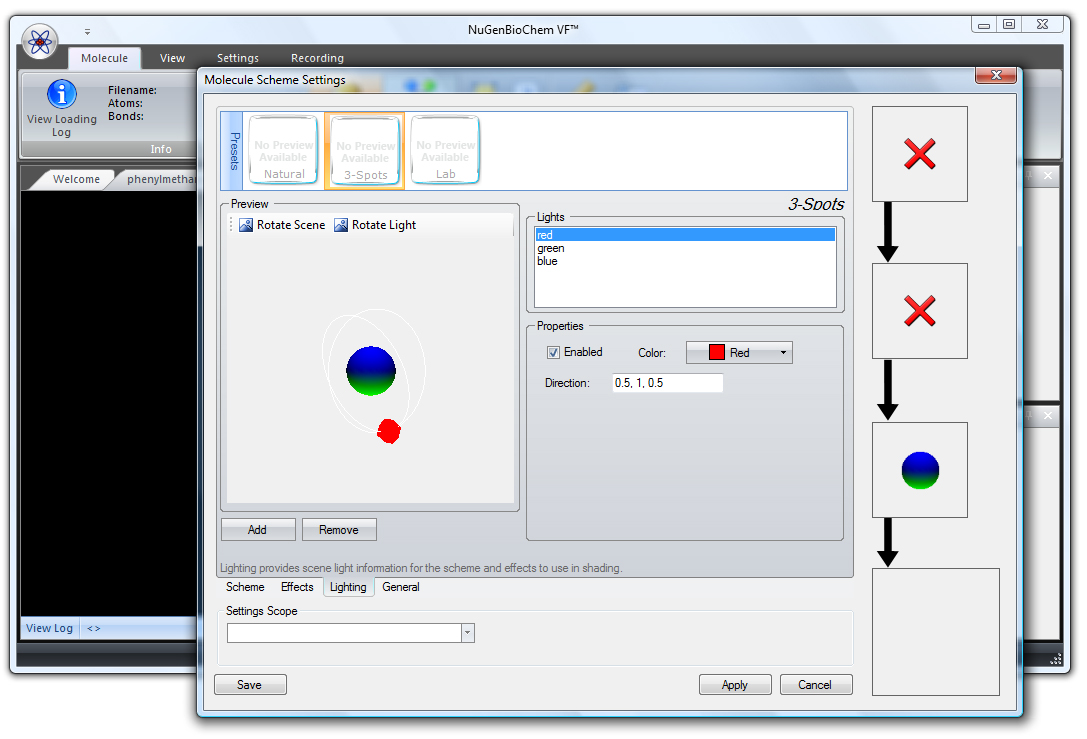 NuGenBioChem VF™
Molecule View Settings Recording
Molecule Scheme Settings
View Loading
Log
Filename:
Atoms:
Bonds:
Info
Welcome
phenylmethan
Presets
No Preview
Available
Natural
No Preview
Available
3-Spots
No Preview
Available
Lab
3-Spots
Preview
Rotate Scene Rotate Light
Lights
red
green
blue
Properties
Enabled Color: Red
Direction: 0.5, 1, 0.5
Add Remove
Lighting provides scene light information for the scheme and effects to use in shading.
Scheme Effects Lighting General
Settings Scope
View Log <>
Save Apply Cancel